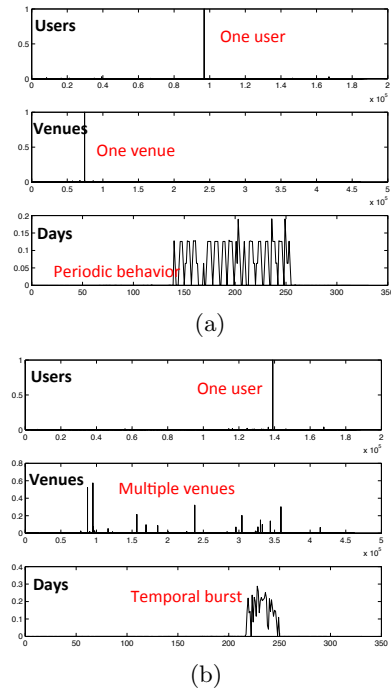 1
Users
0.5
One user
0
0 0.2 0.4 0.6 0.8 1 1.2 1.4 1.6 1.8 2
x 10^5
1
Venues
0.5
One venue
0
0 0.5 1 1.5 2 2.5 3 3.5 4 4.5 5
x 10^5
0.2
0.15 Days
0.1
0.05 Periodic behavior
0
0 50 100 150 200 250 300 350
(a)
1
Users
0.5
One user
0
0 0.2 0.4 0.6 0.8 1 1.2 1.4 1.6 1.8 2
x 10^5
0.8
Venues
0.6
Multiple venues
0.4
0.2
0
0 0.5 1 1.5 2 2.5 3 3.5 4 4.5 5
x 10^5
0.4
Days
0.3
Temporal burst
0.2
0.1
0
0 50 100 150 200 250 300 350
(b)